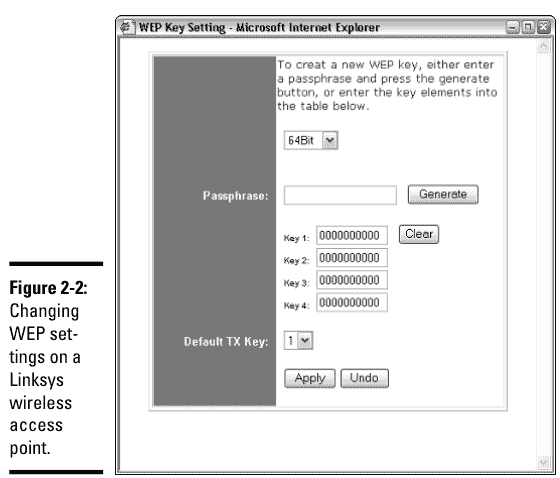 WEP Key Setting - Microsoft Internet Explorer
To creat a new WEP key, either enter
a passphrase and press the generate
button, or enter the key elements into
the table below.
64Bit
Passphrase:
Generate
Key 1: 0000000000
Clear
Key 2: 0000000000
Key 3: 0000000000
Key 4: 0000000000
Default TX Key: 1
Apply Undo
Figure 2-2:
Changing
WEP set-
tings on a
Linksys
wireless
access
point.